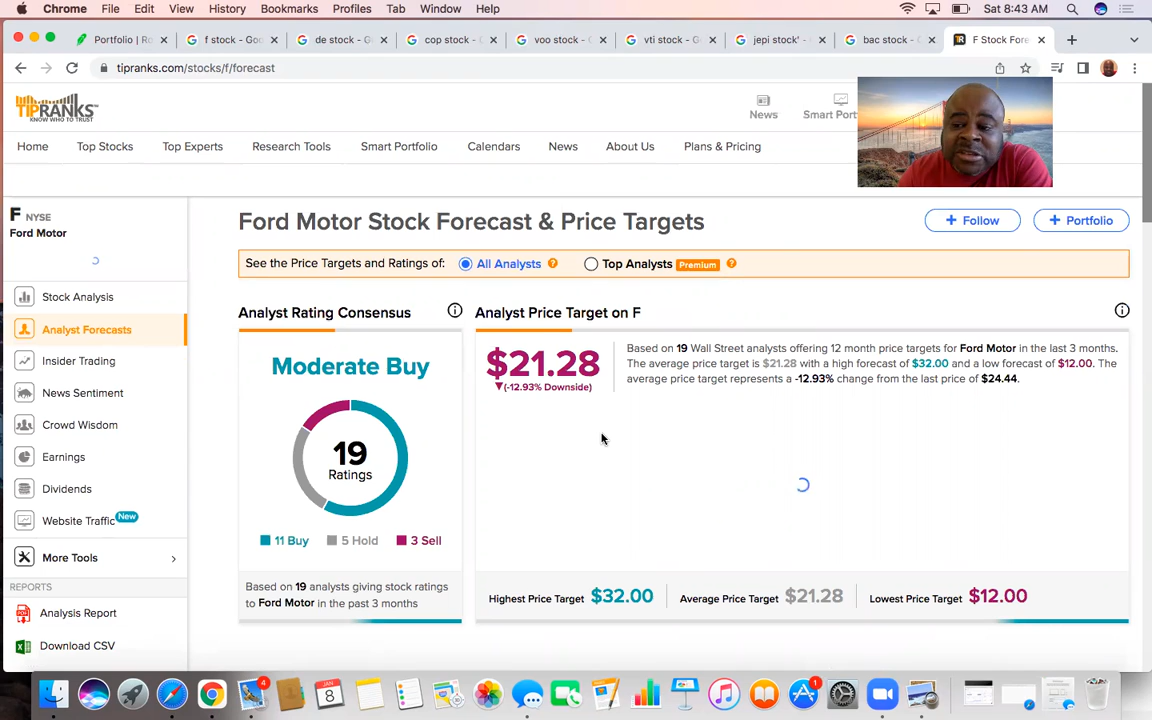 Chrome File Edit View History Bookmarks Profiles Tab Window Help
Sat 8:43 AM
Portfolio | Ro
f stock - Goo
de stock - G
cop stock - G
voo stock - G
vti stock - G
jepi stock' - G
bac stock - G
F Stock Fore
tipranks.com/stocks/f/forecast
TIPRANKS
KNOW WHO TO TRUST
News
Smart Port
Home Top Stocks Top Experts Research Tools Smart Portfolio Calendars News About Us Plans & Pricing
F NYSE
Ford Motor
Ford Motor Stock Forecast & Price Targets
+ Follow
+ Portfolio
See the Price Targets and Ratings of: All Analysts ? Top Analysts Premium ?
Stock Analysis
Analyst Forecasts
Insider Trading
News Sentiment
Crowd Wisdom
Earnings
Dividends
Website Traffic New
More Tools
REPORTS
PDF
Analysis Report
Download CSV
Analyst Rating Consensus
Moderate Buy
19
Ratings
11 Buy 5 Hold 3 Sell
Based on 19 analysts giving stock ratings
to Ford Motor in the past 3 months
Analyst Price Target on F
$21.28
▼(-12.93% Downside)
Based on 19 Wall Street analysts offering 12 month price targets for Ford Motor in the last 3 months.
The average price target is $21.28 with a high forecast of $32.00 and a low forecast of $12.00. The
average price target represents a -12.93% change from the last price of $24.44.
Highest Price Target $32.00
Average Price Target $21.28
Lowest Price Target $12.00
4
JAN
8
1